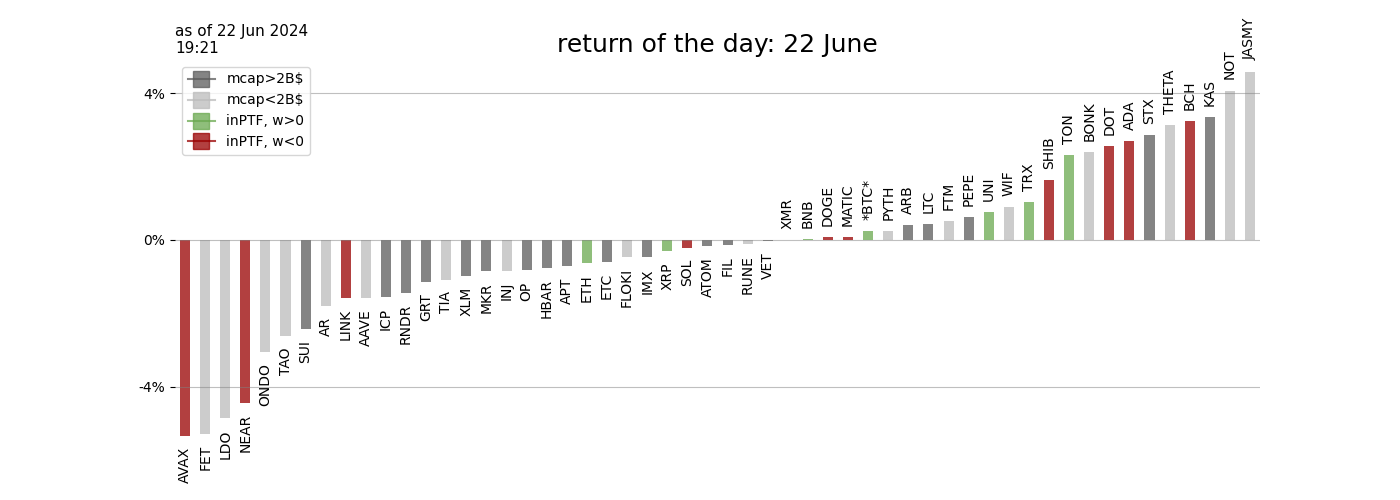 as of 22 Jun 2024
19:21
return of the day: 22 June
mcap>2B$
mcap<2B$
inPTF, w>0
inPTF, w<0
4%
0%
-4%
AVAX
FET
LDO
NEAR
ONDO
TAO
SUI
AR
LINK
AAVE
ICP
RNDR
GRT
TIA
XLM
MKR
INJ
OP
HBAR
APT
ETH
ETC
FLOKI
IMX
XRP
SOL
ATOM
FIL
RUNE
VET
XMR
BNB
DOGE
MATIC
*BTC*
PYTH
ARB
LTC
FTM
PEPE
UNI
WIF
TRX
SHIB
TON
BONK
DOT
ADA
STX
THETA
BCH
KAS
NOT
JASMY